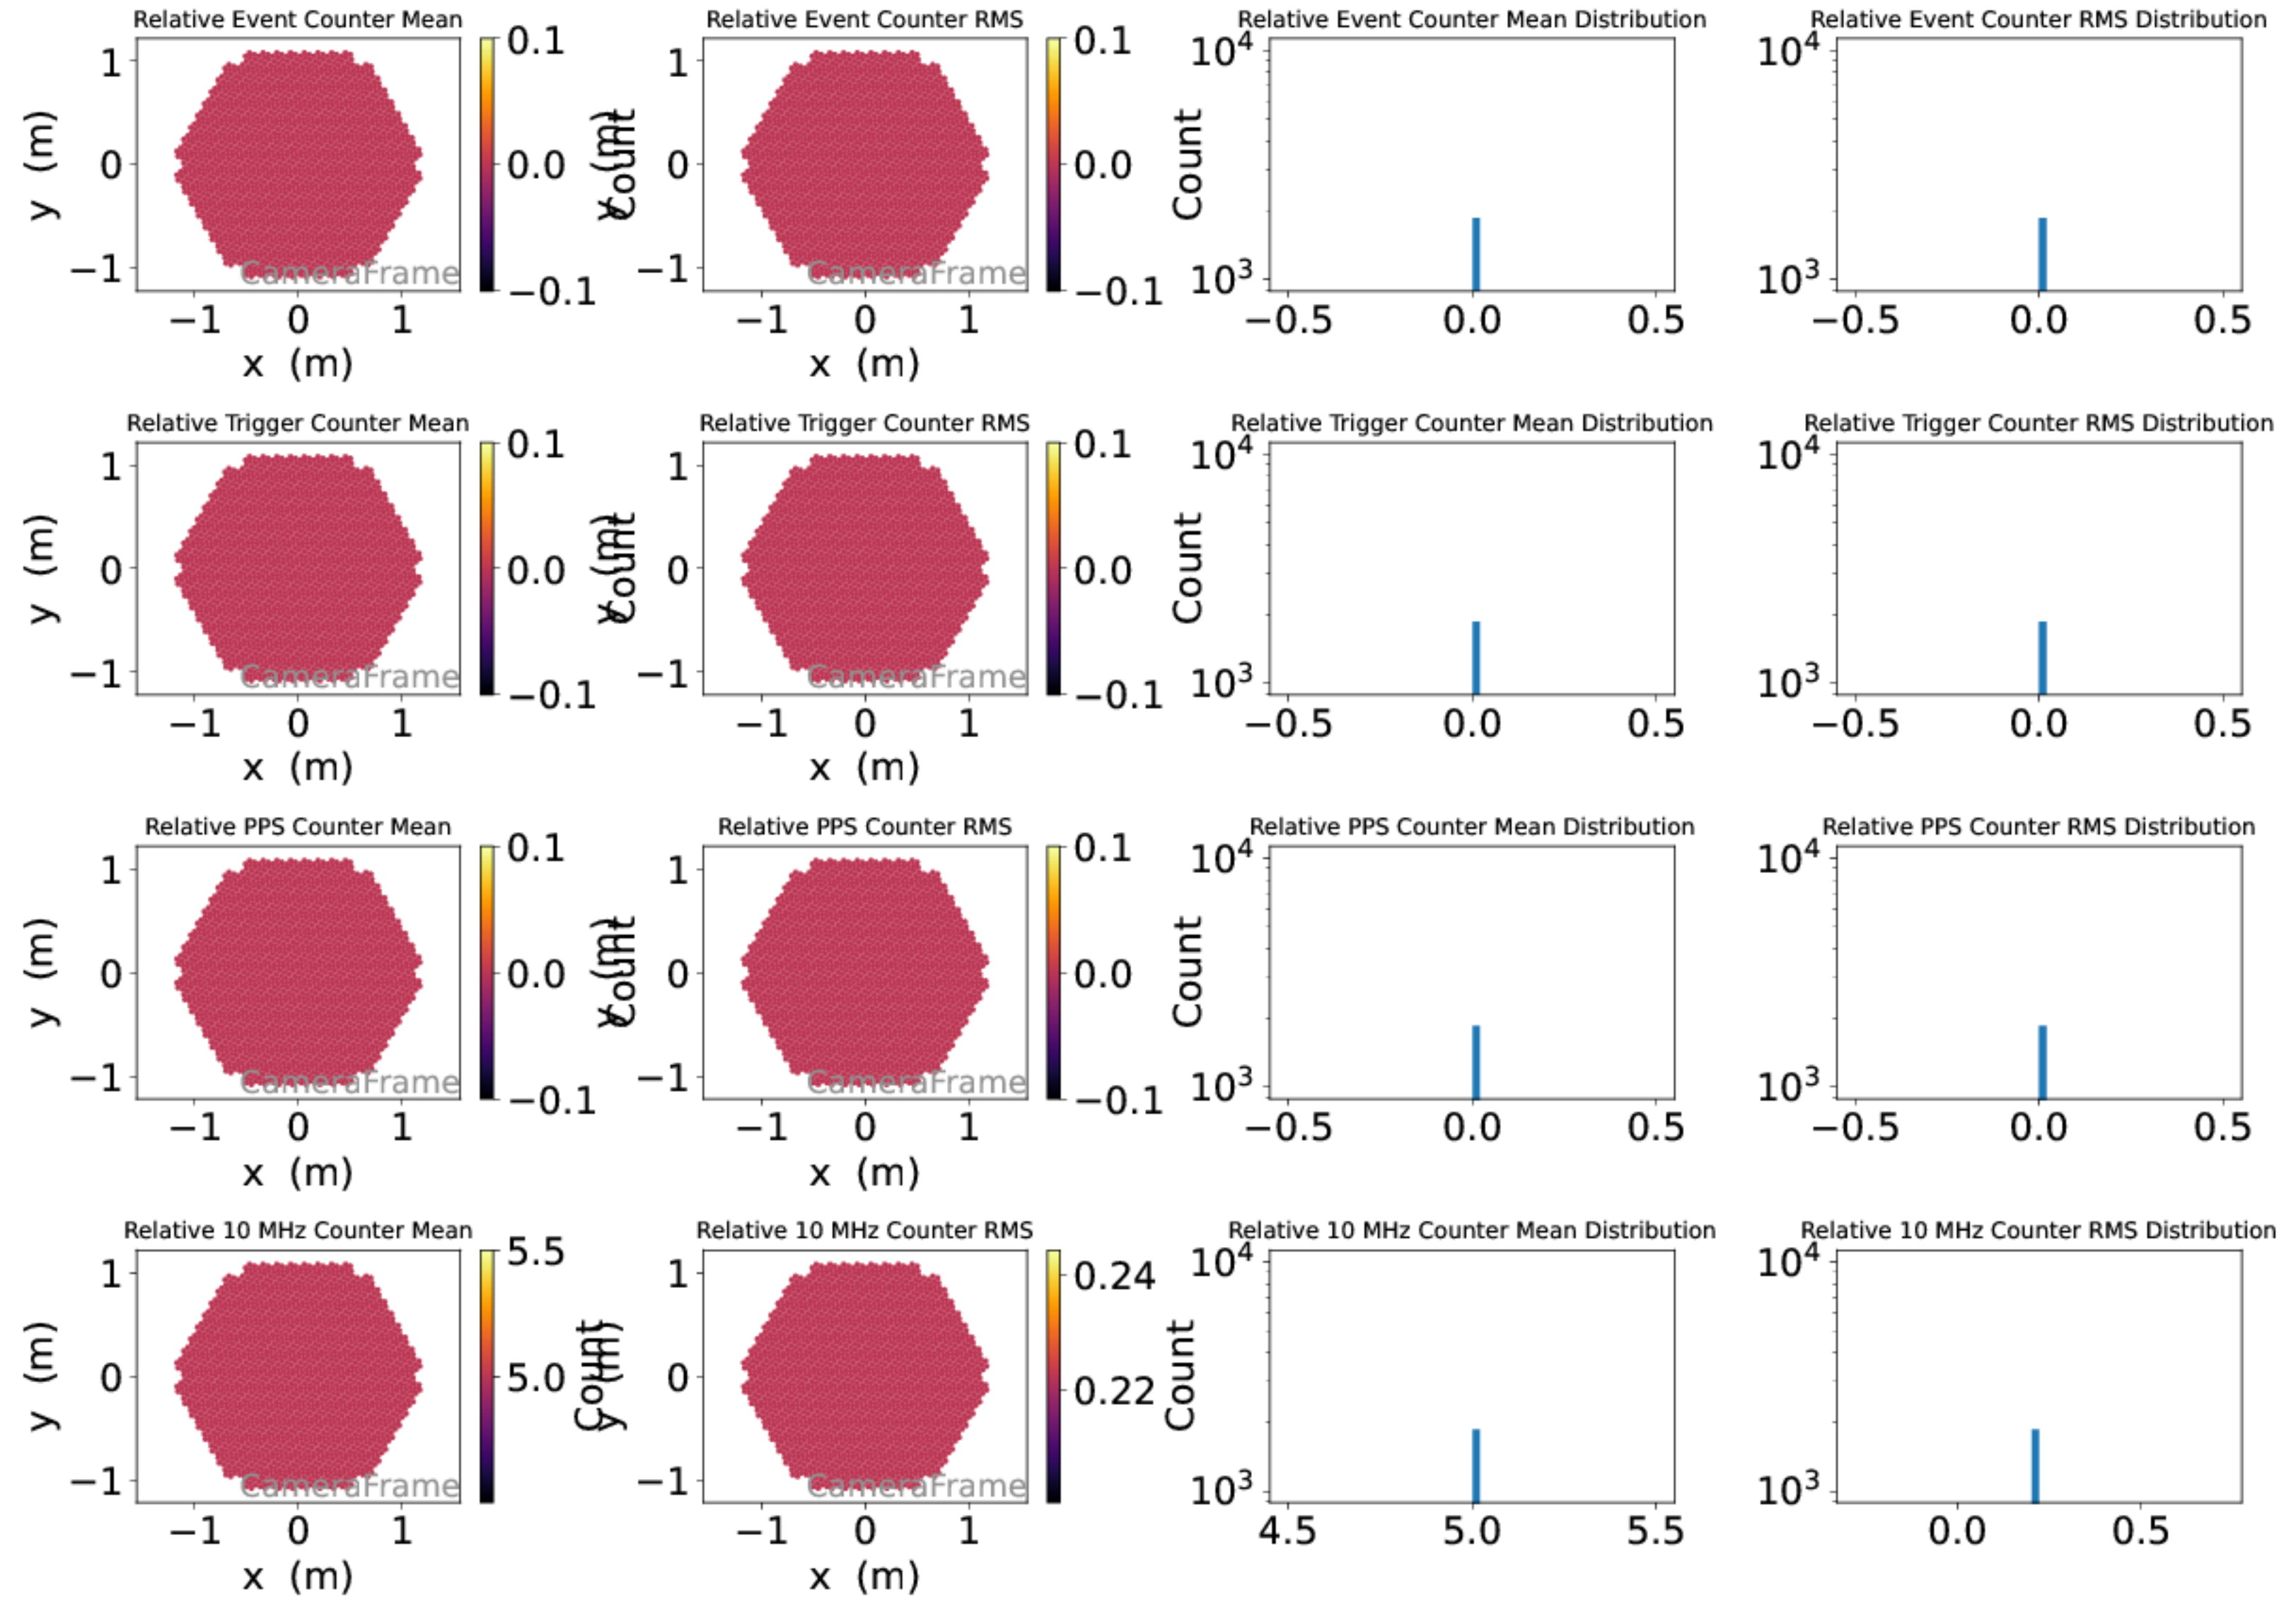 Relative Event Counter Mean
Relative Event Counter RMS
Relative Event Counter Mean Distribution
Relative Event Counter RMS Distribution
1
0
−1
y (m)
−1 0 1
x (m)
CameraFrame
0.1
0.0
−0.1
Count
1
0
−1
y (m)
−1 0 1
x (m)
CameraFrame
0.1
0.0
−0.1
Count
10⁴
10³
−0.5 0.0 0.5
10⁴
10³
−0.5 0.0 0.5
Relative Trigger Counter Mean
Relative Trigger Counter RMS
Relative Trigger Counter Mean Distribution
Relative Trigger Counter RMS Distribution
1
0
−1
y (m)
−1 0 1
x (m)
CameraFrame
0.1
0.0
−0.1
Count
1
0
−1
y (m)
−1 0 1
x (m)
CameraFrame
0.1
0.0
−0.1
Count
10⁴
10³
−0.5 0.0 0.5
10⁴
10³
−0.5 0.0 0.5
Relative PPS Counter Mean
Relative PPS Counter RMS
Relative PPS Counter Mean Distribution
Relative PPS Counter RMS Distribution
1
0
−1
y (m)
−1 0 1
x (m)
CameraFrame
0.1
0.0
−0.1
Count
1
0
−1
y (m)
−1 0 1
x (m)
CameraFrame
0.1
0.0
−0.1
Count
10⁴
10³
−0.5 0.0 0.5
10⁴
10³
−0.5 0.0 0.5
Relative 10 MHz Counter Mean
Relative 10 MHz Counter RMS
Relative 10 MHz Counter Mean Distribution
Relative 10 MHz Counter RMS Distribution
1
0
−1
y (m)
−1 0 1
x (m)
CameraFrame
5.5
5.0
Count
1
0
−1
y (m)
−1 0 1
x (m)
CameraFrame
0.24
0.22
Count
10⁴
10³
4.5 5.0 5.5
10⁴
10³
0.0 0.5